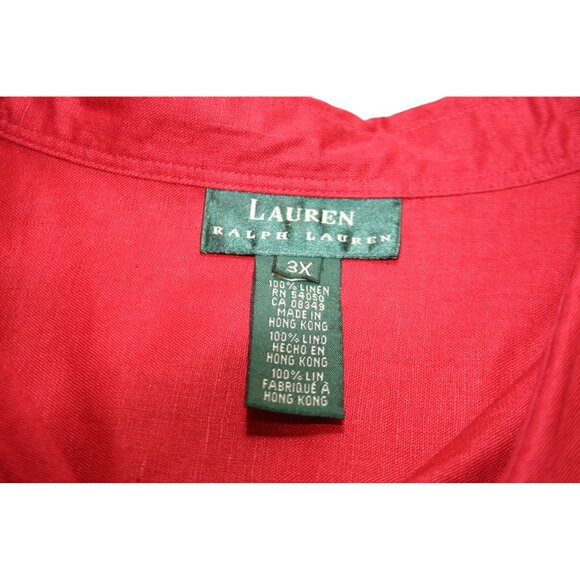 LAUREN
RALPH LAUREN
3X
100% LINEN
RN 54050
CA 08349
MADE IN
HONG KONG
100% LINO
HECHO EN
HONG KONG
100% LIN
FABRIQUÉ À
HONG KONG